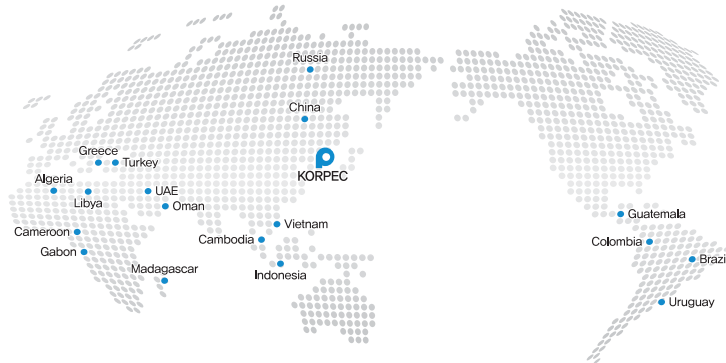 Russia
China
Greece
Turkey
KORPEC
Algeria
Libya
UAE
Oman
Guatemala
Vietnam
Cameroon
Cambodia
Colombia
Gabon
Brazi
Madagascar
Indonesia
Uruguay